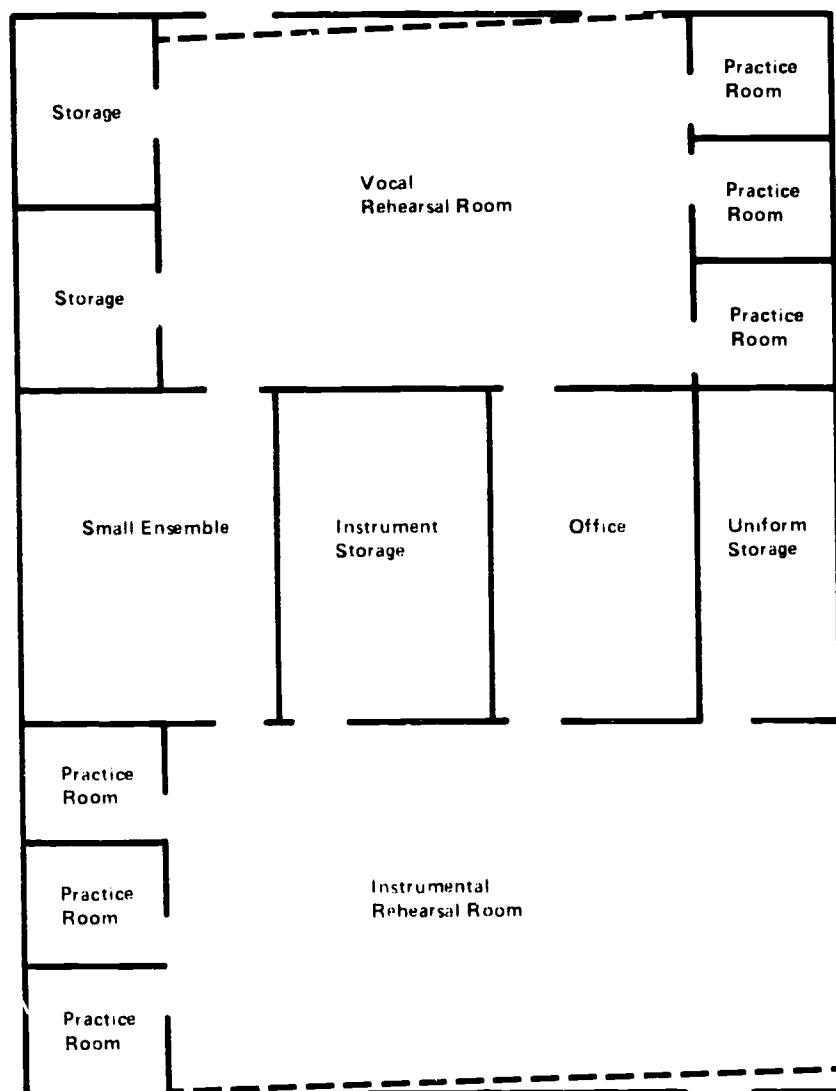 Storage
Practice
Room
Vocal
Rehearsal Room
Practice
Room
Storage
Practice
Room
Small Ensemble
Instrument
Storage
Office
Uniform
Storage
Practice
Room
Practice
Room
Instrumental
Rehearsal Room
Practice
Room